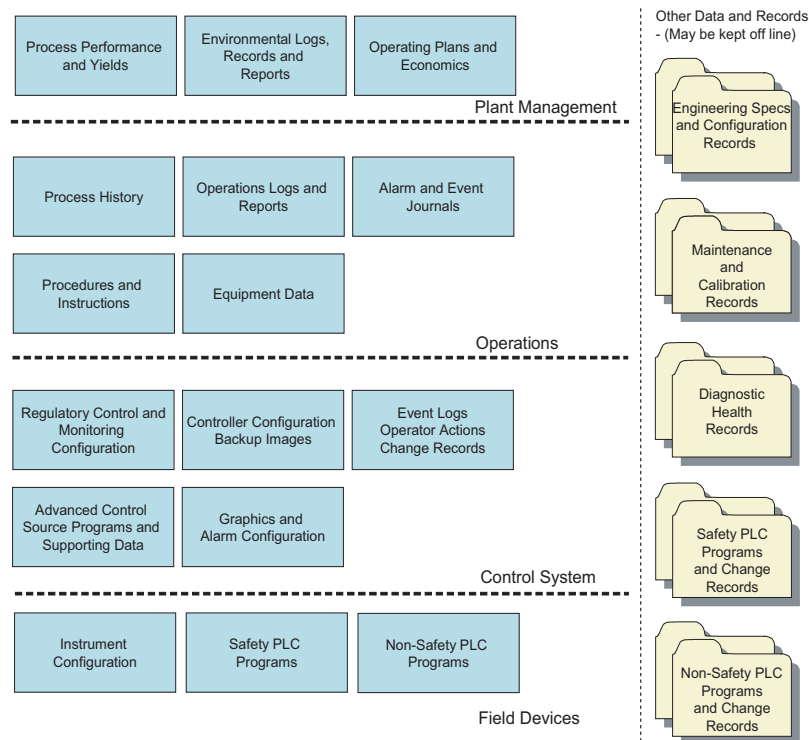 Process Performance
and Yields
Environmental Logs,
Records and
Reports
Operating Plans and
Economics
Plant Management
Process History
Operations Logs and
Reports
Alarm and Event
Journals
Procedures and
Instructions
Equipment Data
Operations
Regulatory Control and
Monitoring
Configuration
Controller Configuration
Backup Images
Event Logs
Operator Actions
Change Records
Advanced Control
Source Programs and
Supporting Data
Graphics and
Alarm Configuration
Control System
Instrument
Configuration
Safety PLC
Programs
Non-Safety PLC
Programs
Field Devices
Other Data and Records
- (May be kept off line)
Engineering Specs
and Configuration
Records
Maintenance
and
Calibration
Records
Diagnostic
Health
Records
Safety PLC
Programs
and Change
Records
Non-Safety PLC
Programs
and Change
Records